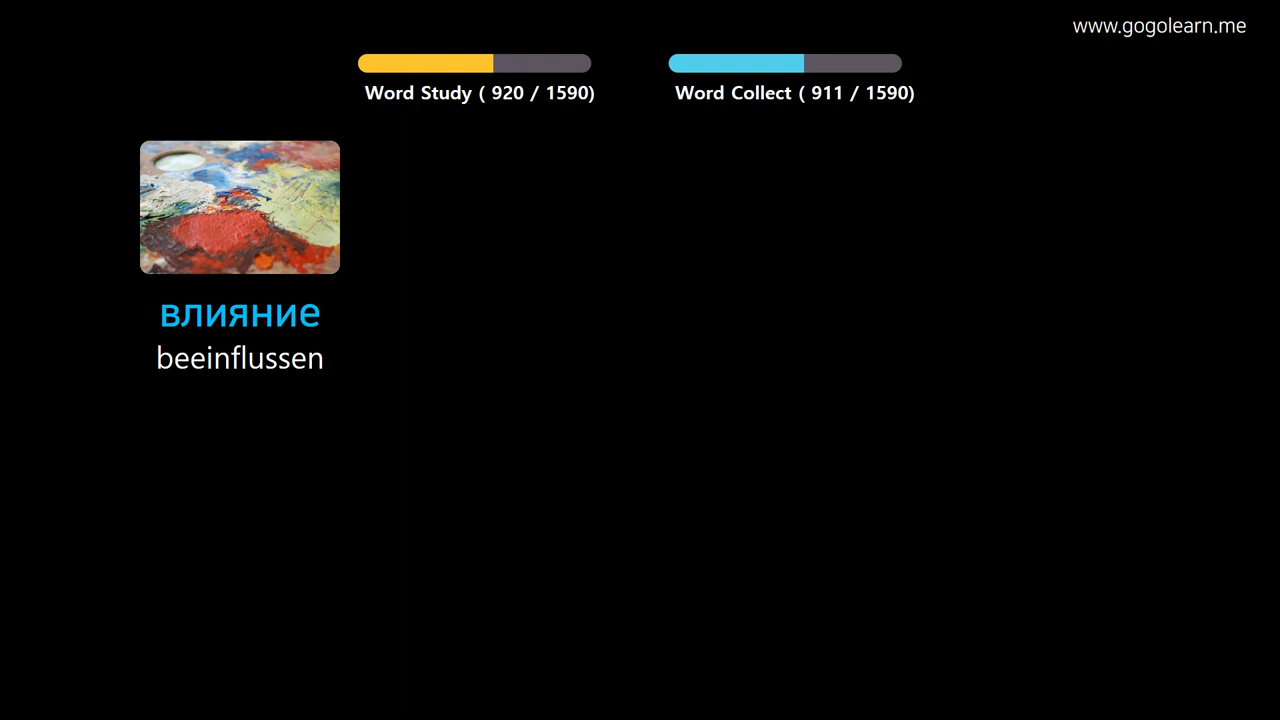 www.gogolearn.me
Word Study ( 920 / 1590)
Word Collect ( 911 / 1590)
влияние
beeinflussen